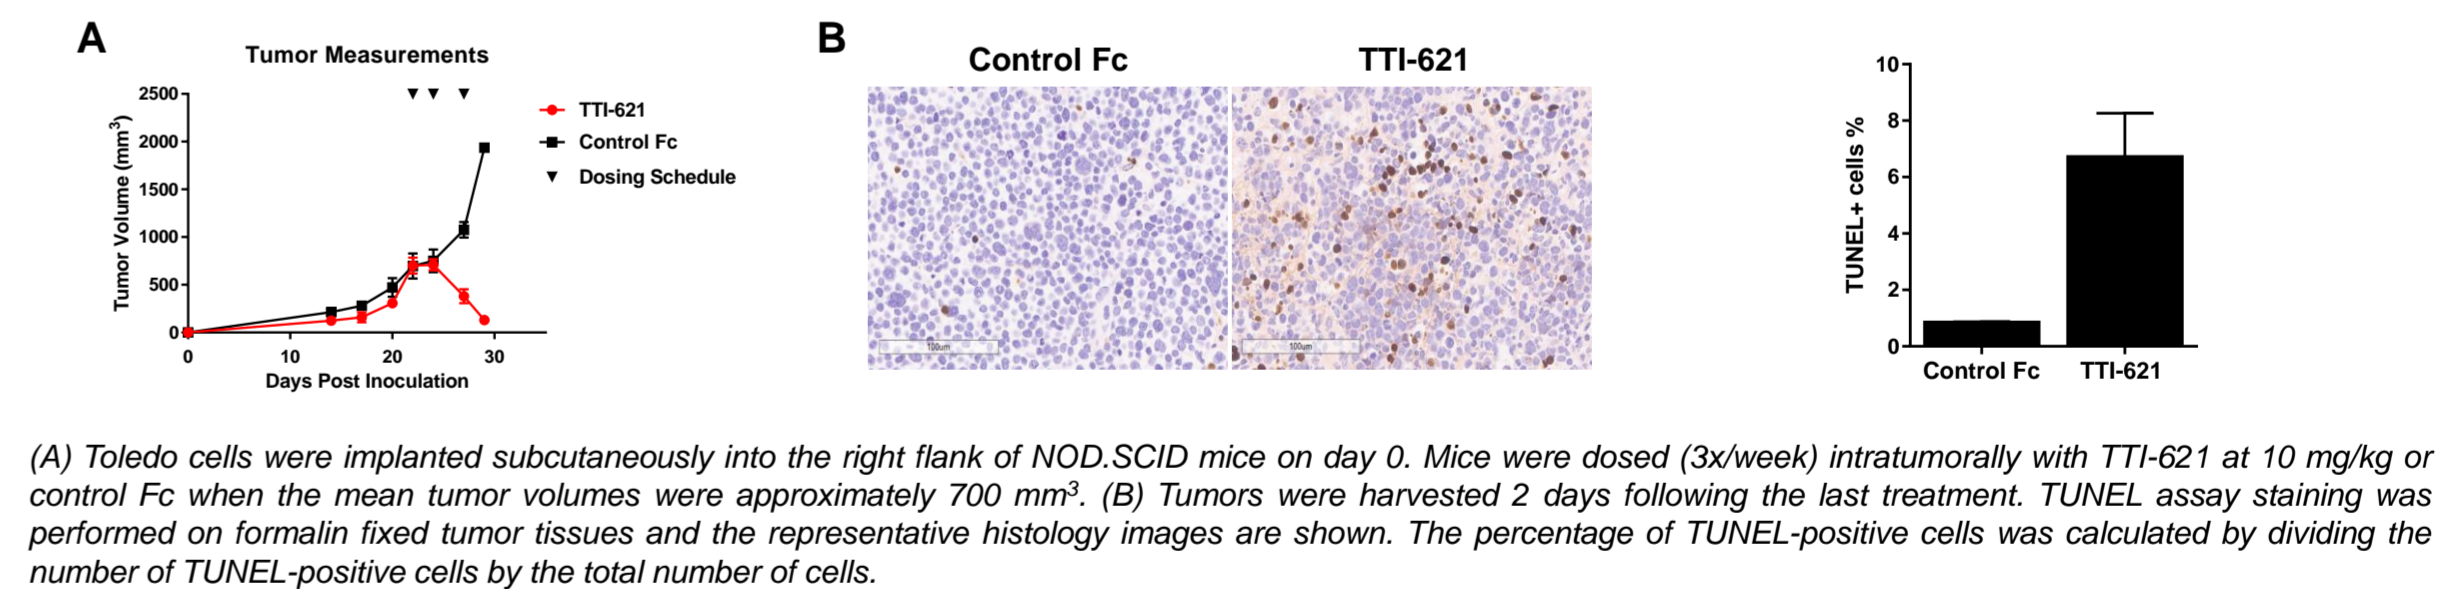 A
Tumor Measurements
Tumor Volume (mm3)
2500
2000
1500
1000
500
0
0 10 20 30
Days Post Inoculation
TTI-621
Control Fc
Dosing Schedule
B
Control Fc TTI-621
100um 100um
TUNEL+ cells %
10
8
6
4
2
0
Control Fc TTI-621
(A) Toledo cells were implanted subcutaneously into the right flank of NOD.SCID mice on day 0. Mice were dosed (3x/week) intratumorally with TTI-621 at 10 mg/kg or
control Fc when the mean tumor volumes were approximately 700 mm3. (B) Tumors were harvested 2 days following the last treatment. TUNEL assay staining was
performed on formalin fixed tumor tissues and the representative histology images are shown. The percentage of TUNEL-positive cells was calculated by dividing the
number of TUNEL-positive cells by the total number of cells.